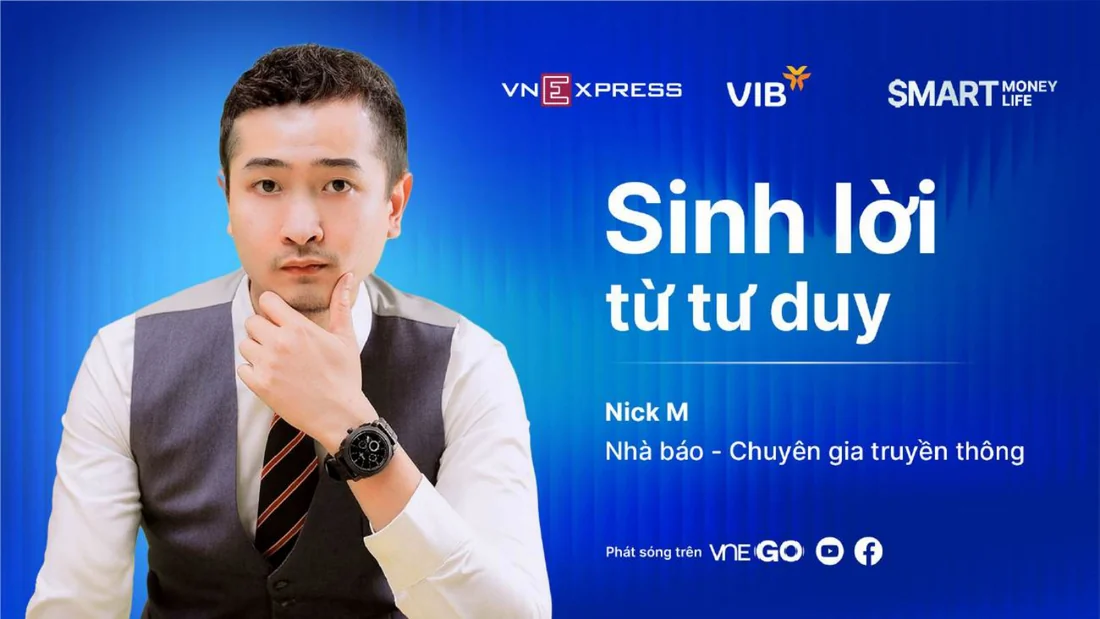 VNEXPRESS
VIB
$MART MONEY LIFE
Sinh lời
từ tư duy
Nick M
Nhà báo - Chuyên gia truyền thông
Phát sóng trên VNE GO